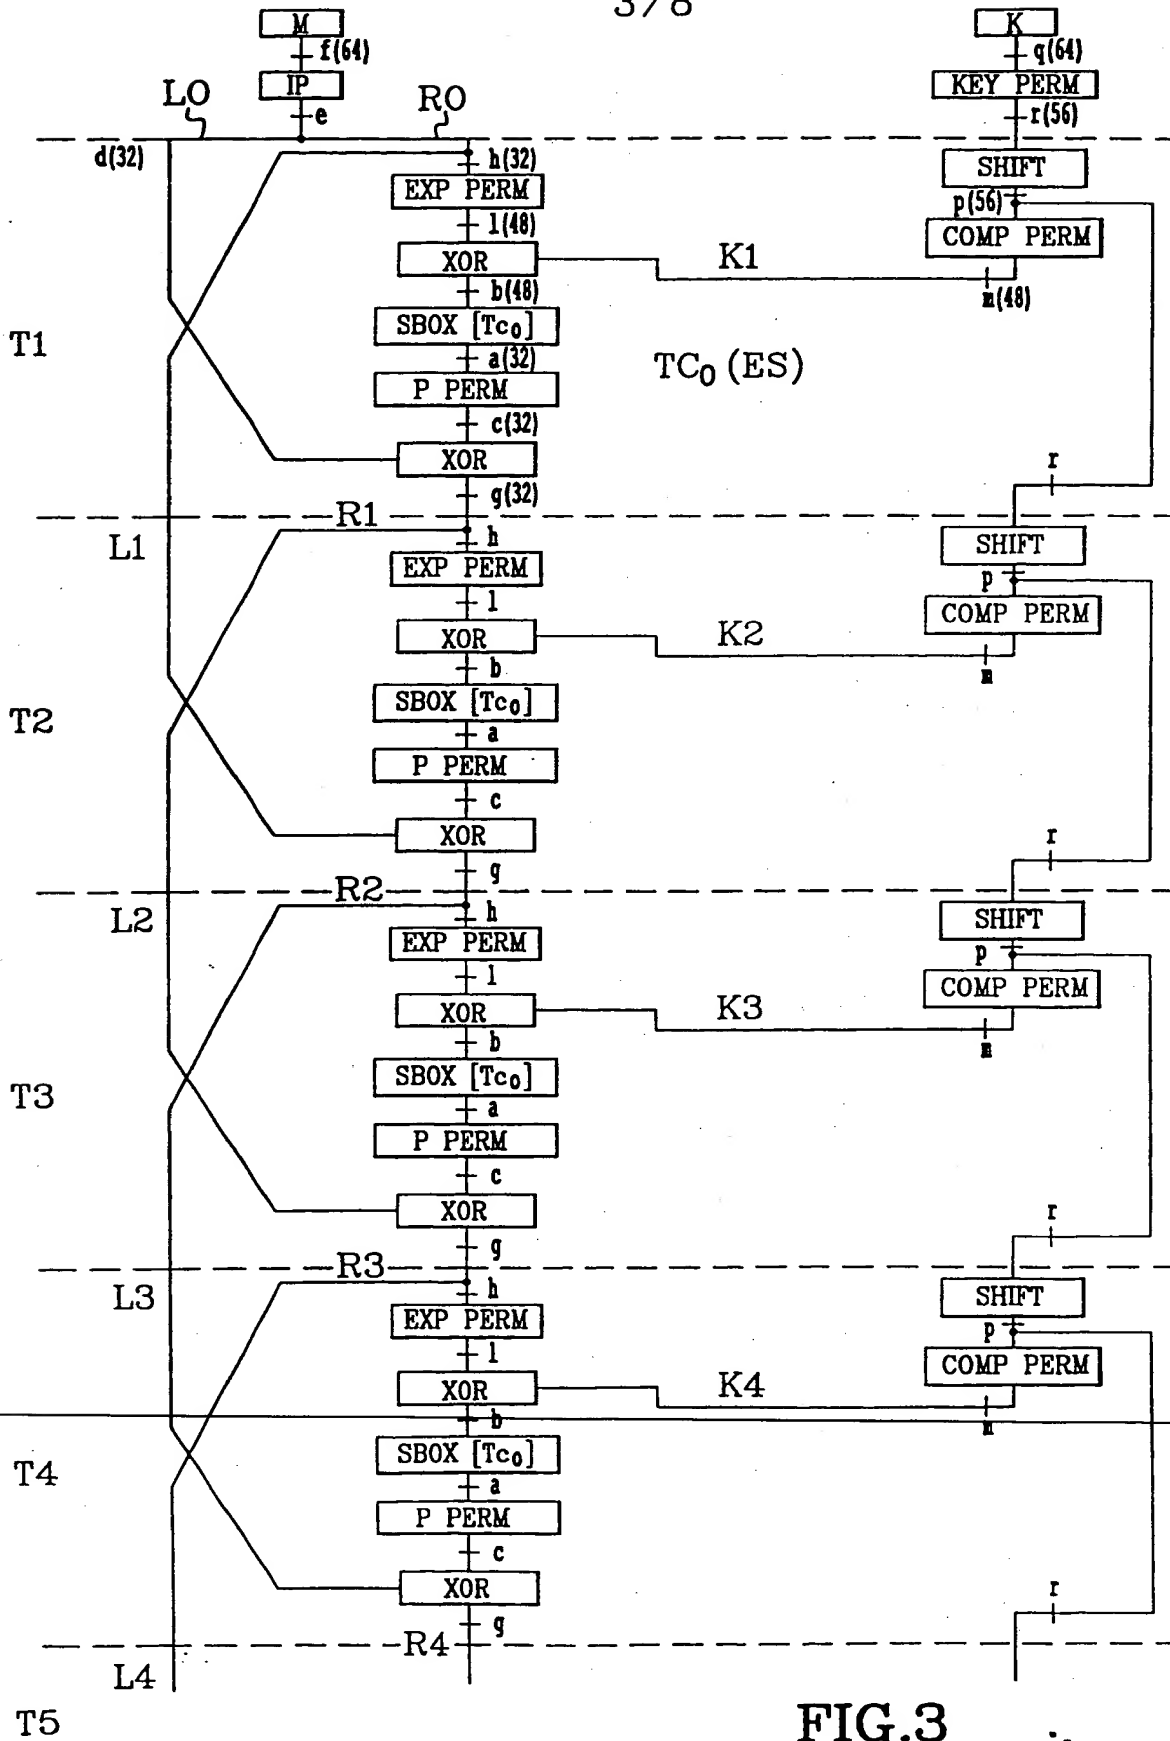 3/8
M K
f(64) q(64)
IP KEY PERM
L0 R0 e r(56)
d(32) h(32) SHIFT
EXP PERM p(56)
l(48) COMP PERM
XOR K1
b(48) m(48)
SBOX [Tc0]
T1 a(32) TC0 (ES)
P PERM
c(32)
XOR r
g(32)
R1
L1 h SHIFT
EXP PERM p
l COMP PERM
XOR K2
b m
SBOX [Tc0]
T2 a
P PERM
c
XOR r
g
R2
L2 h SHIFT
EXP PERM p
l COMP PERM
XOR K3
b m
SBOX [Tc0]
T3 a
P PERM
c
XOR r
g
R3
L3 h SHIFT
EXP PERM p
l COMP PERM
XOR K4
b m
SBOX [Tc0]
T4 a
P PERM
c
XOR r
g
R4
L4
T5 FIG.3